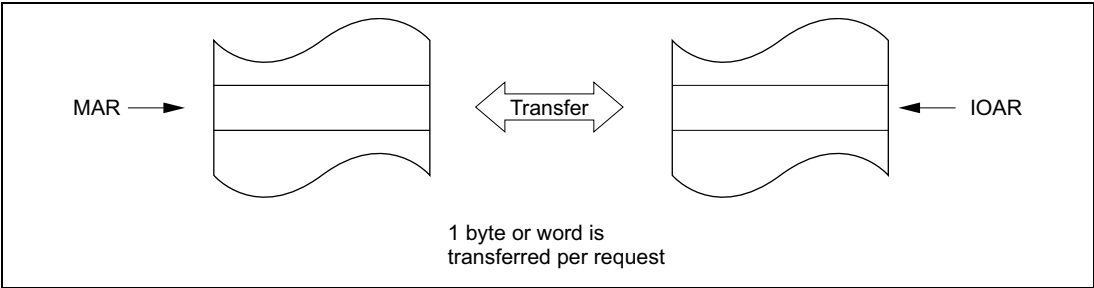 MAR
Transfer
IOAR
1 byte or word is
transferred per request